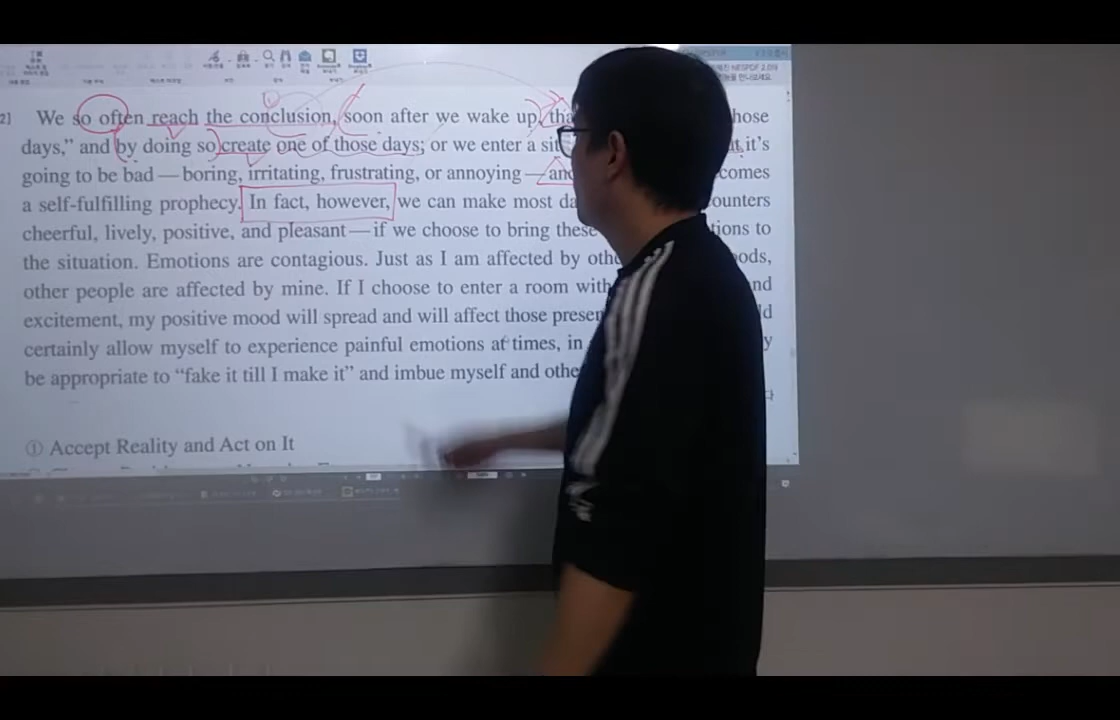 2] We so often reach the conclusion, soon after we wake up, tha hose
days," and by doing so create one of those days; or we enter a sit it's
going to be bad — boring, irritating, frustrating, or annoying — and comes
a self-fulfilling prophecy. In fact, however, we can make most da ounters
cheerful, lively, positive, and pleasant — if we choose to bring these tions to
the situation. Emotions are contagious. Just as I am affected by othe oods,
other people are affected by mine. If I choose to enter a room with nd
excitement, my positive mood will spread and will affect those presen d
certainly allow myself to experience painful emotions at times, in y
be appropriate to "fake it till I make it" and imbue myself and othe
① Accept Reality and Act on It